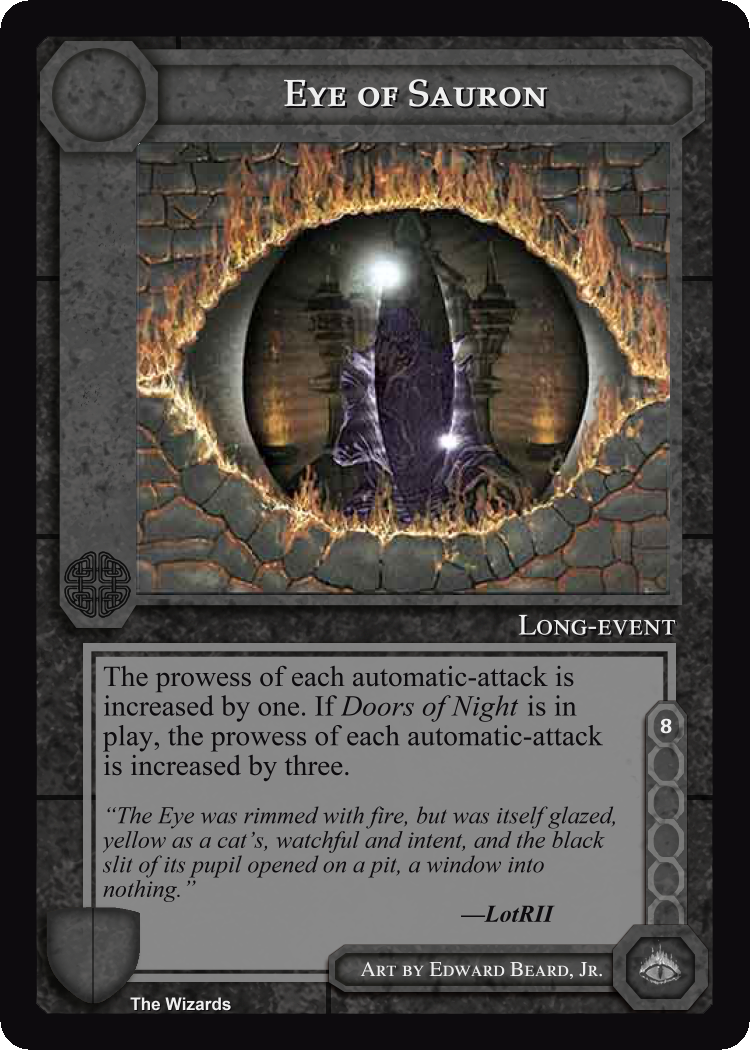 Eye of Sauron
Long-event
The prowess of each automatic-attack is
increased by one. If Doors of Night is in
play, the prowess of each automatic-attack
is increased by three.
8
“The Eye was rimmed with fire, but was itself glazed,
yellow as a cat’s, watchful and intent, and the black
slit of its pupil opened on a pit, a window into
nothing.”
—LotRII
Art by Edward Beard, Jr.
The Wizards